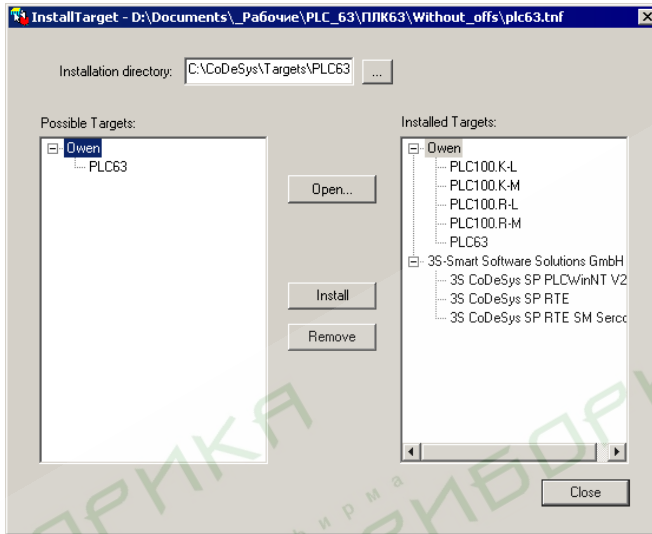 InstallTarget - D:\Documents\_Рабочие\PLC_63\ПЛК63\Without_offs\plc63.tnf
Installation directory: C:\CoDeSys\Targets\PLC63 ...
Possible Targets:
Owen
PLC63
Open...
Install
Remove
Installed Targets:
Owen
PLC100.K-L
PLC100.K-M
PLC100.R-L
PLC100.R-M
PLC63
3S-Smart Software Solutions GmbH
3S CoDeSys SP PLCWinNT V2
3S CoDeSys SP RTE
3S CoDeSys SP RTE SM Serco
Close
фирма